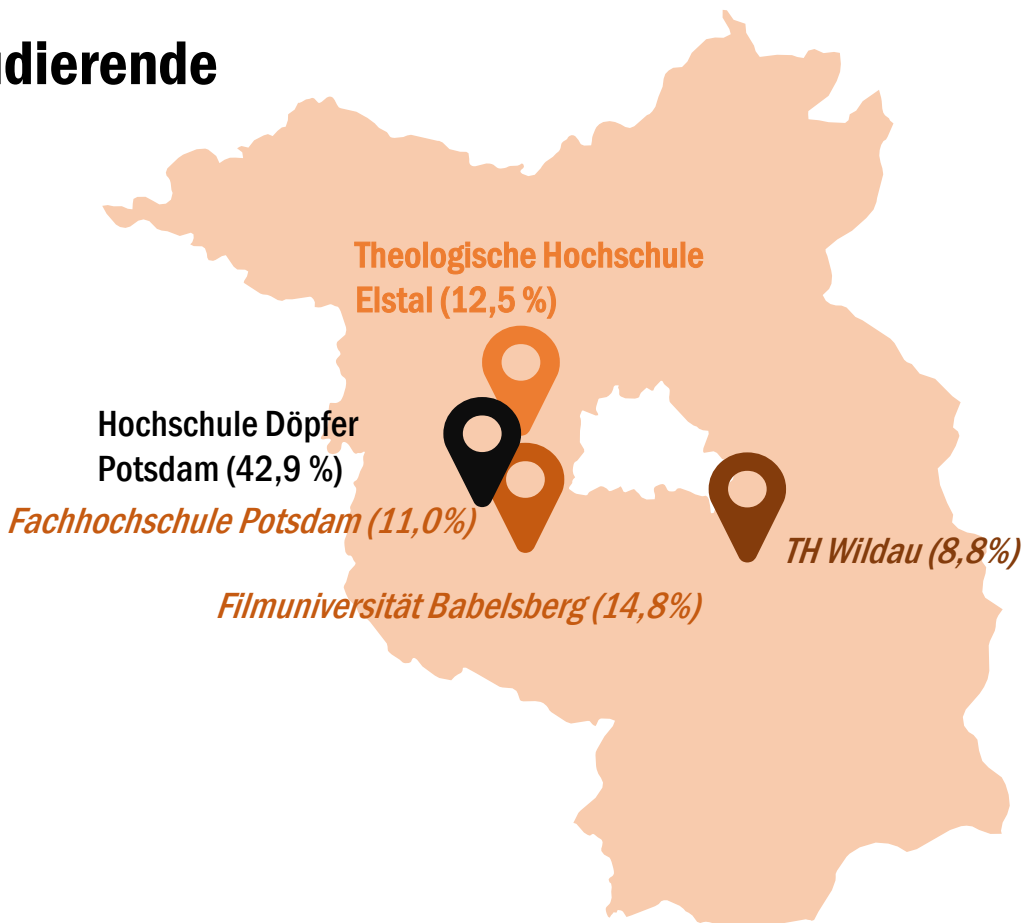 udierende
Theologische Hochschule
Elstal (12,5 %)
Hochschule Döpfer
Potsdam (42,9 %)
Fachhochschule Potsdam (11,0%)
TH Wildau (8,8%)
Filmuniversität Babelsberg (14,8%)